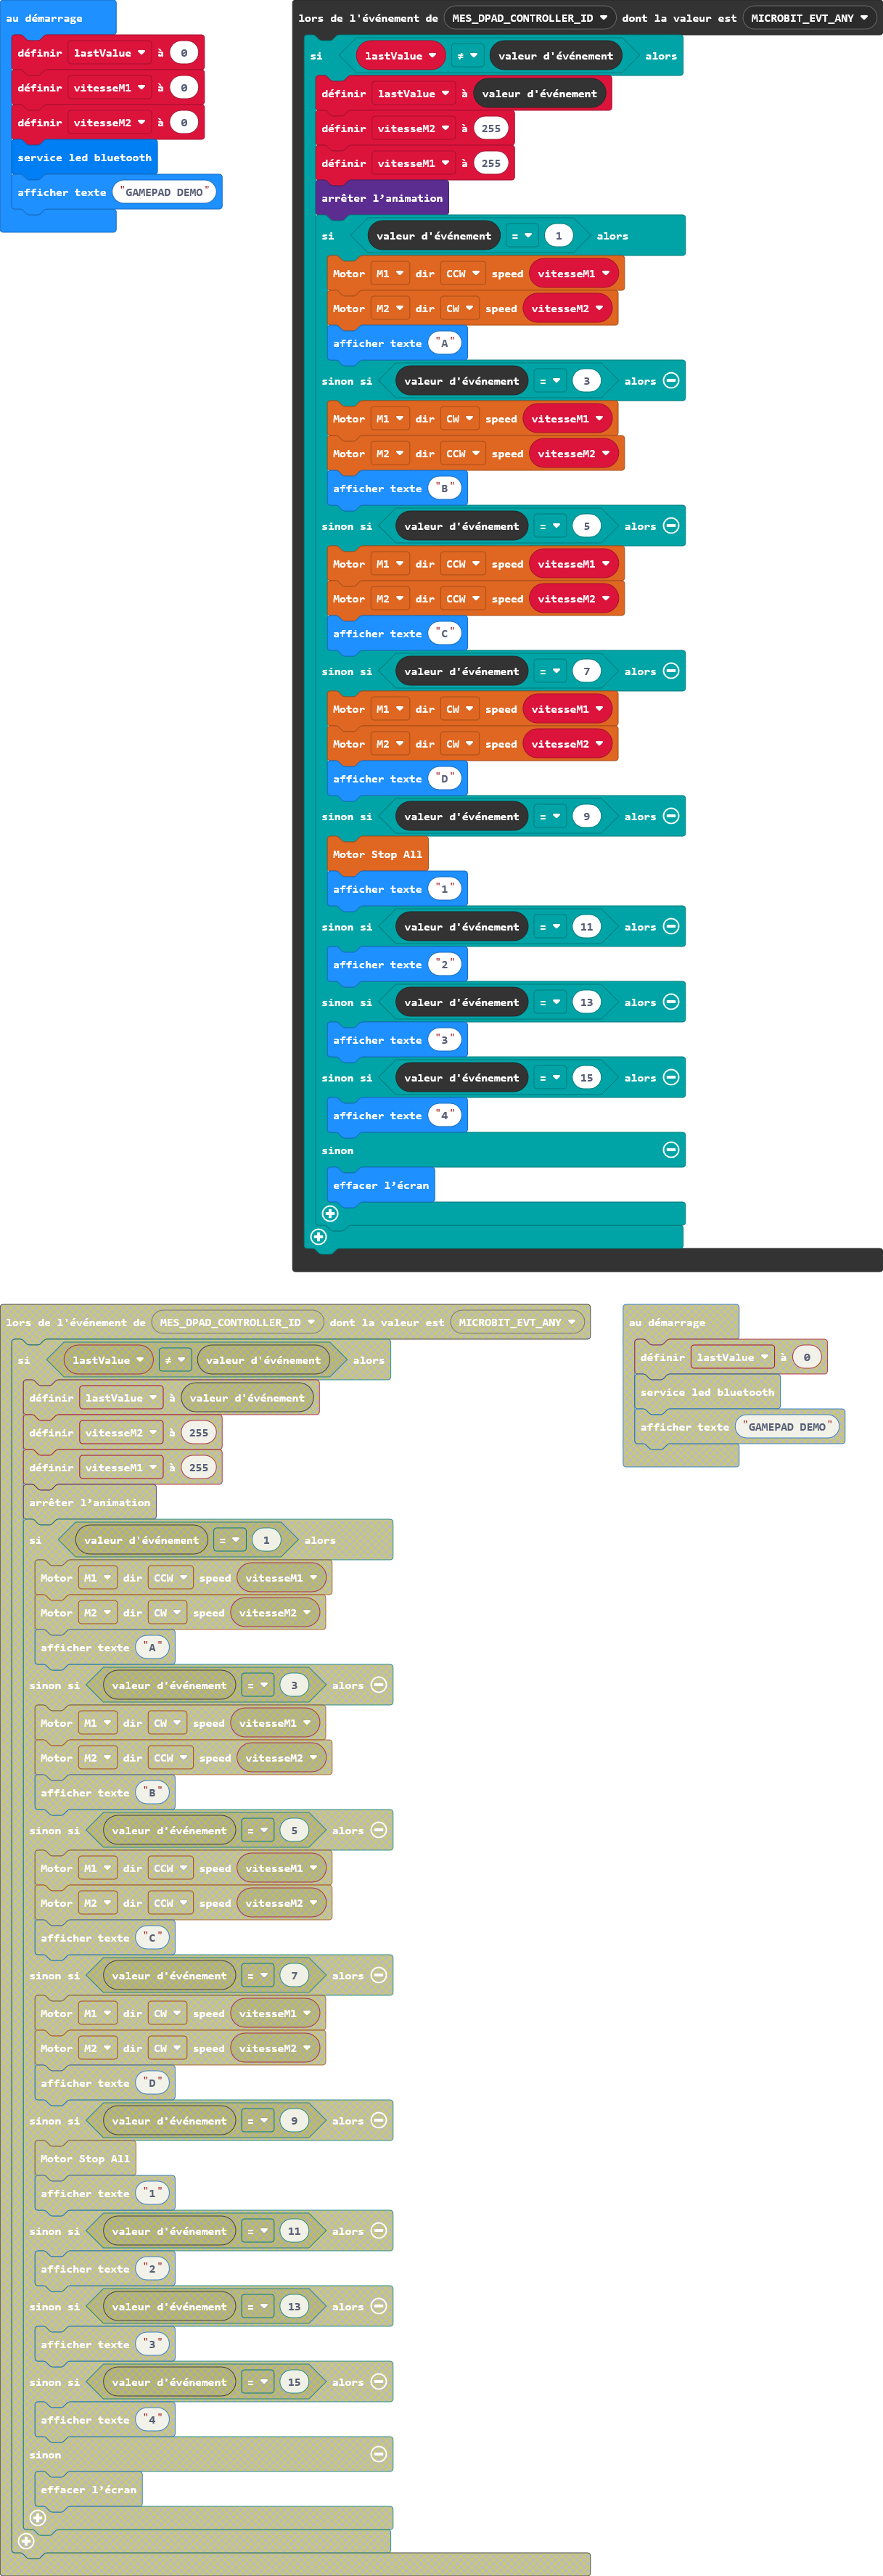 au démarrage
définir lastValue à 0
définir vitesseM1 à 0
définir vitesseM2 à 0
service led bluetooth
afficher texte "GAMEPAD DEMO"
lors de l'événement de MES_DPAD_CONTROLLER_ID dont la valeur est MICROBIT_EVT_ANY
si lastValue ≠ valeur d'événement alors
définir lastValue à valeur d'événement
définir vitesseM2 à 255
définir vitesseM1 à 255
arrêter l’animation
si valeur d'événement = 1 alors
Motor M1 dir CCW speed vitesseM1
Motor M2 dir CW speed vitesseM2
afficher texte "A"
sinon si valeur d'événement = 3 alors
Motor M1 dir CW speed vitesseM1
Motor M2 dir CCW speed vitesseM2
afficher texte "B"
sinon si valeur d'événement = 5 alors
Motor M1 dir CCW speed vitesseM1
Motor M2 dir CCW speed vitesseM2
afficher texte "C"
sinon si valeur d'événement = 7 alors
Motor M1 dir CW speed vitesseM1
Motor M2 dir CW speed vitesseM2
afficher texte "D"
sinon si valeur d'événement = 9 alors
Motor Stop All
afficher texte "1"
sinon si valeur d'événement = 11 alors
afficher texte "2"
sinon si valeur d'événement = 13 alors
afficher texte "3"
sinon si valeur d'événement = 15 alors
afficher texte "4"
sinon
effacer l’écran
lors de l'événement de MES_DPAD_CONTROLLER_ID dont la valeur est MICROBIT_EVT_ANY
si lastValue ≠ valeur d'événement alors
définir lastValue à valeur d'événement
définir vitesseM2 à 255
définir vitesseM1 à 255
arrêter l’animation
si valeur d'événement = 1 alors
Motor M1 dir CCW speed vitesseM1
Motor M2 dir CW speed vitesseM2
afficher texte "A"
sinon si valeur d'événement = 3 alors
Motor M1 dir CW speed vitesseM1
Motor M2 dir CCW speed vitesseM2
afficher texte "B"
sinon si valeur d'événement = 5 alors
Motor M1 dir CCW speed vitesseM1
Motor M2 dir CCW speed vitesseM2
afficher texte "C"
sinon si valeur d'événement = 7 alors
Motor M1 dir CW speed vitesseM1
Motor M2 dir CW speed vitesseM2
afficher texte "D"
sinon si valeur d'événement = 9 alors
Motor Stop All
afficher texte "1"
sinon si valeur d'événement = 11 alors
afficher texte "2"
sinon si valeur d'événement = 13 alors
afficher texte "3"
sinon si valeur d'événement = 15 alors
afficher texte "4"
sinon
effacer l’écran
au démarrage
définir lastValue à 0
service led bluetooth
afficher texte "GAMEPAD DEMO"